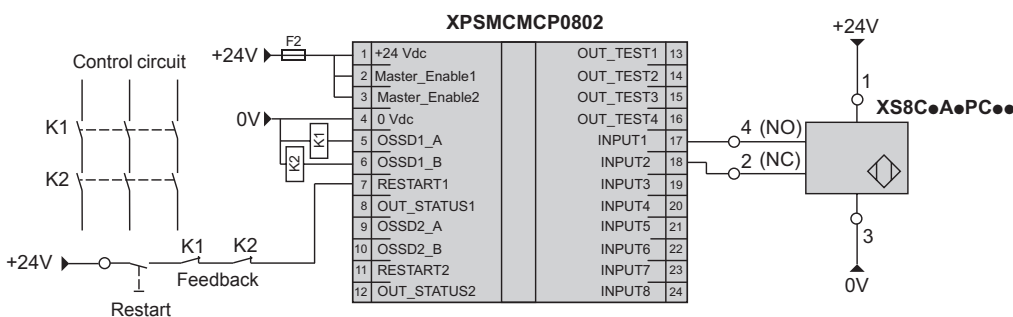 XPSMCMCP0802
+24V
F2
+24V
Control circuit
K1
K2
0V
K1
K2
+24V
K1 K2
Feedback
Restart
1 +24 Vdc
2 Master_Enable1
3 Master_Enable2
4 0 Vdc
5 OSSD1_A
6 OSSD1_B
7 RESTART1
8 OUT_STATUS1
9 OSSD2_A
10 OSSD2_B
11 RESTART2
12 OUT_STATUS2
OUT_TEST1 13
OUT_TEST2 14
OUT_TEST3 15
OUT_TEST4 16
INPUT1 17
INPUT2 18
INPUT3 19
INPUT4 20
INPUT5 21
INPUT6 22
INPUT7 23
INPUT8 24
1
XS8C●A●PC●●
4 (NO)
2 (NC)
3
0V